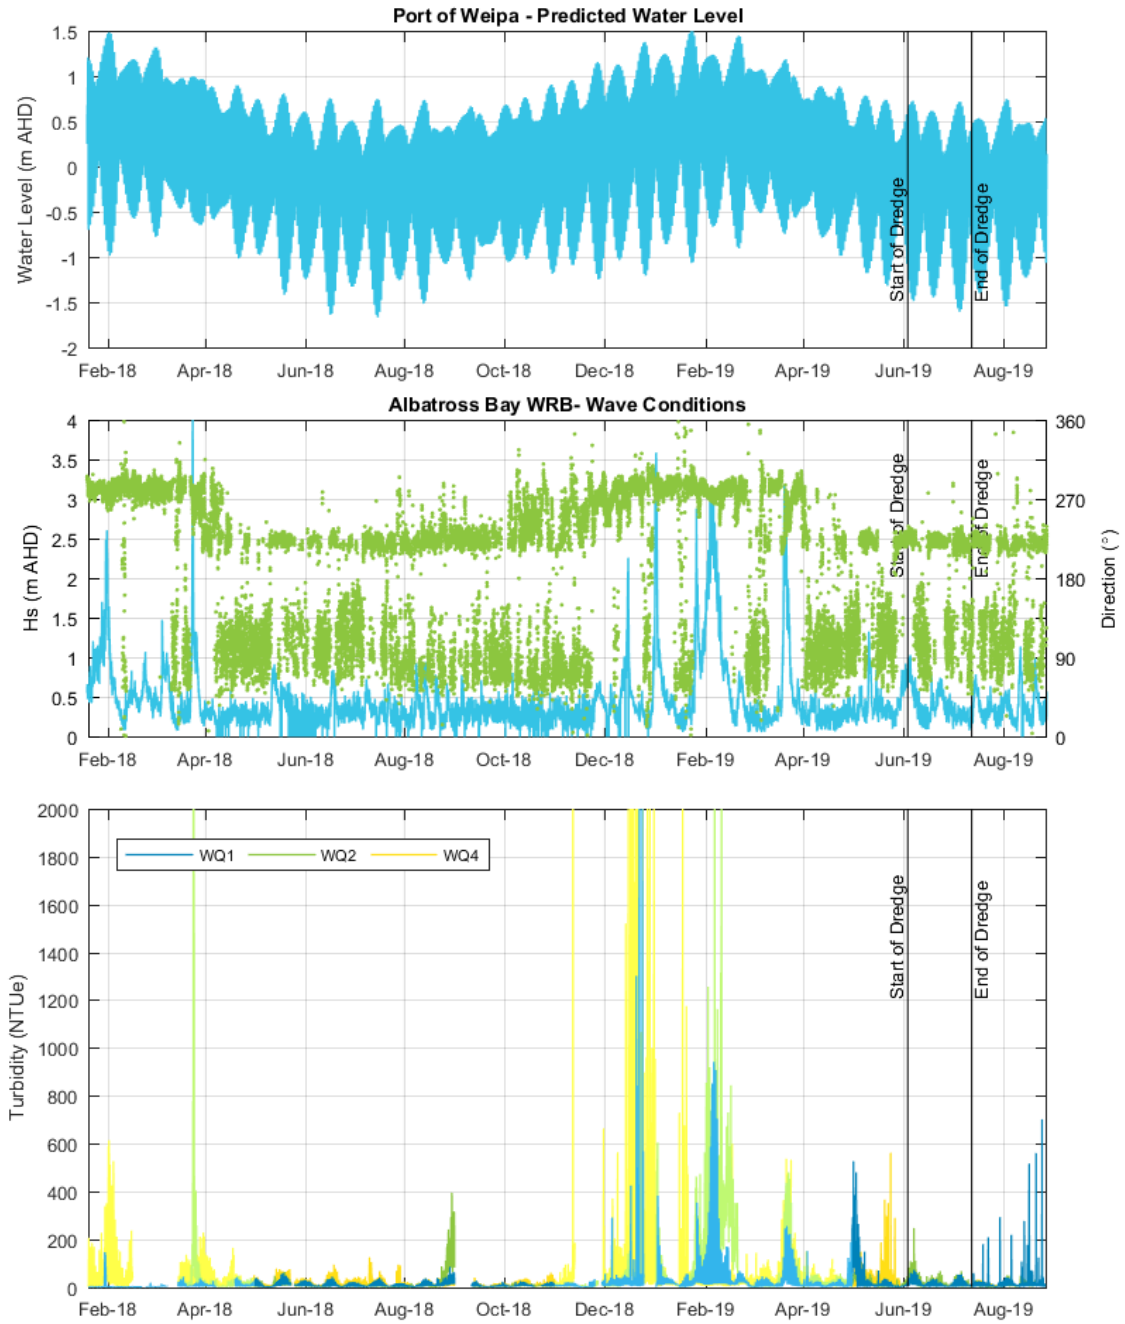 Port of Weipa - Predicted Water Level
Water Level (m AHD)
1.5
1
0.5
0
-0.5
-1
-1.5
-2
Start of Dredge
End of Dredge
Feb-18 Apr-18 Jun-18 Aug-18 Oct-18 Dec-18 Feb-19 Apr-19 Jun-19 Aug-19
Albatross Bay WRB- Wave Conditions
Hs (m AHD)
4
3.5
3
2.5
2
1.5
1
0.5
0
Direction (°)
360
270
180
90
0
Start of Dredge
End of Dredge
Feb-18 Apr-18 Jun-18 Aug-18 Oct-18 Dec-18 Feb-19 Apr-19 Jun-19 Aug-19
Turbidity (NTUe)
2000
1800
1600
1400
1200
1000
800
600
400
200
0
WQ1 WQ2 WQ4
Start of Dredge
End of Dredge
Feb-18 Apr-18 Jun-18 Aug-18 Oct-18 Dec-18 Feb-19 Apr-19 Jun-19 Aug-19